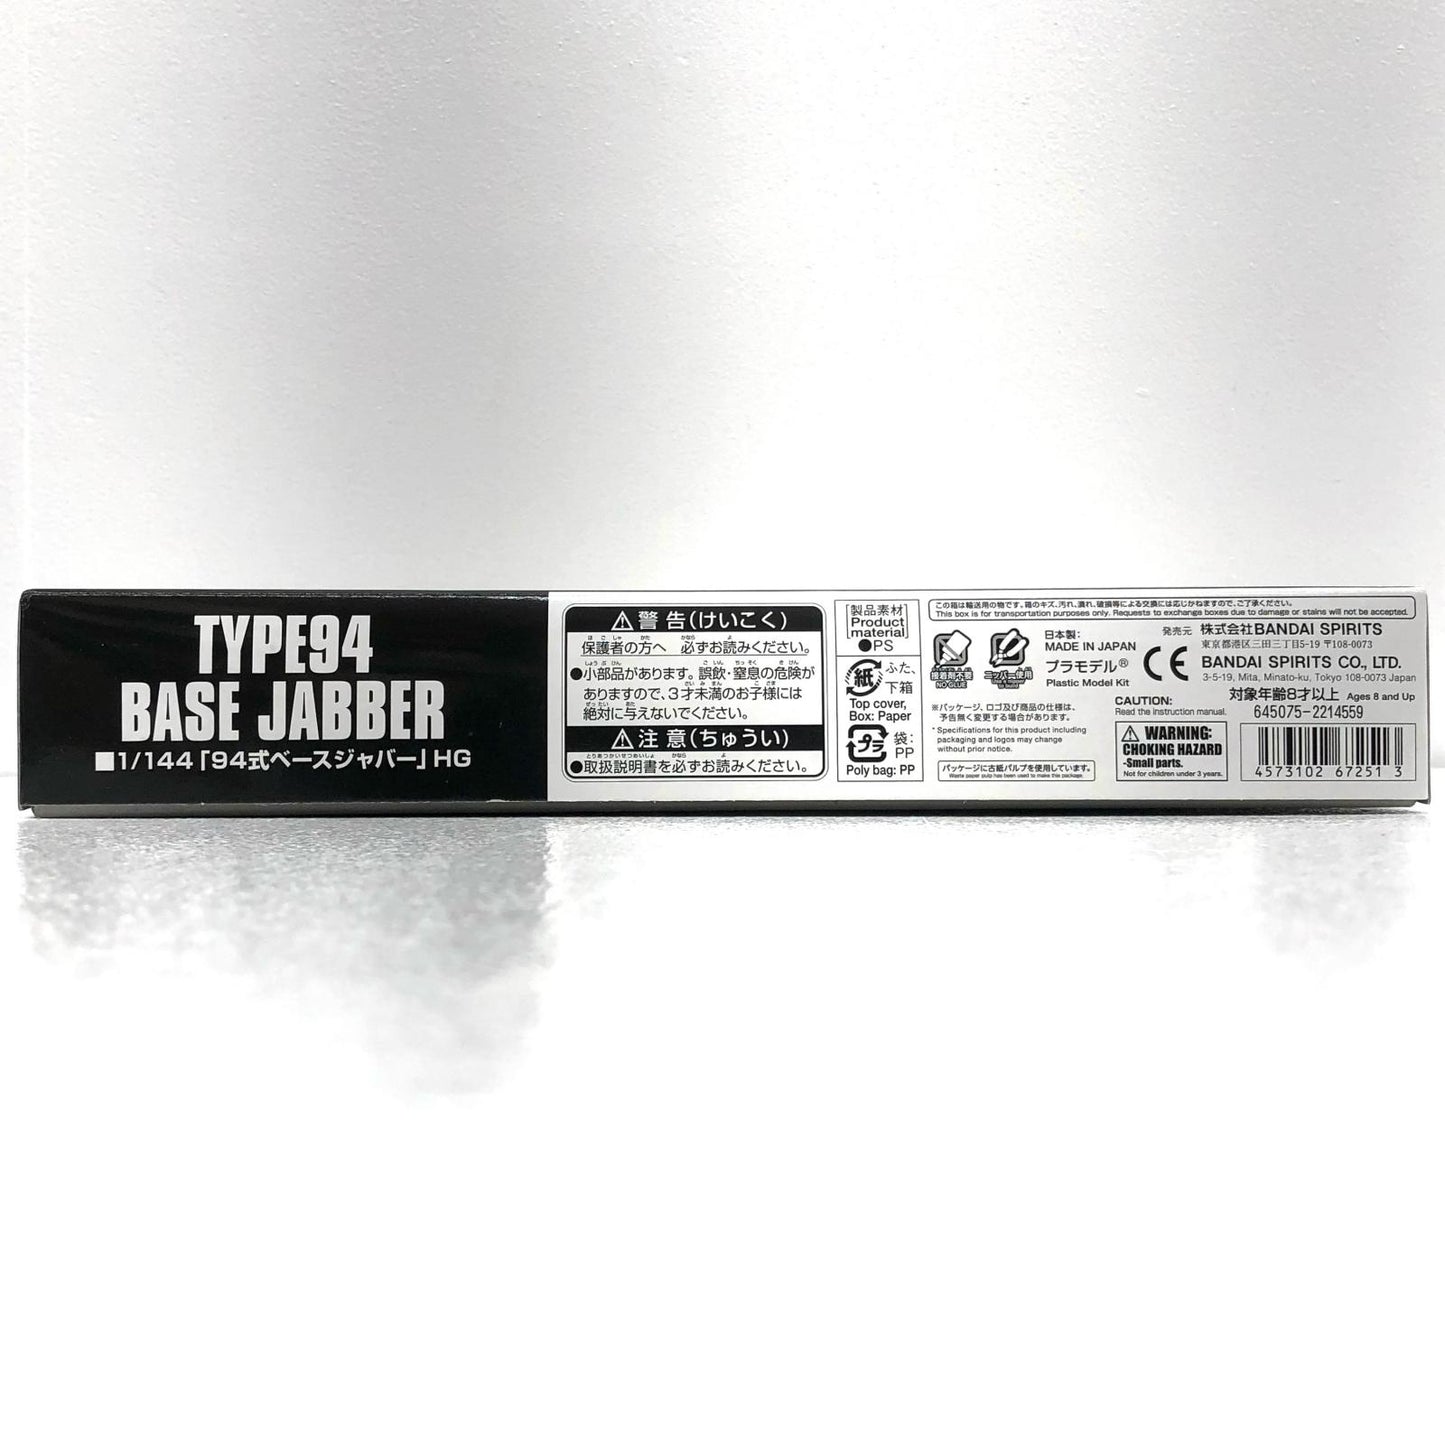 TYPE94
BASE JABBER
■1/144「94式ベースジャバー」HG
⚠警告(けいこく)
保護者の方へ 必ずお読みください。
●小部品があります。誤飲・窒息の危険が
ありますので、3才未満のお子様には
絶対に与えないでください。
⚠注意(ちゅうい)
●取扱説明書を必ずお読みください。
製品素材
Product
material
●PS
紙
ふた、
下箱
Top cover,
Box: Paper
プラ
袋:
PP
Poly bag: PP
この箱は輸送用の物です。箱のキズ、汚れ、潰れ、破損等による交換には応じかねますので、ご了承ください。
This box is for transportation purposes only. Requests to exchange boxes due to damage or stains will not be accepted.
接着剤不要
NO GLUE
ニッパー使用
日本製:
MADE IN JAPAN
プラモデル®
Plastic Model Kit
※パッケージ、ロゴ及び商品の仕様は、
予告無く変更する場合があります。
* Specifications for this product including
packaging and logos may change
without prior notice.
パッケージに古紙パルプを使用しています。
Waste paper pulp has been used to make this package.
発売元 株式会社BANDAI SPIRITS
東京都港区三田三丁目5-19 〒108-0073
CE
BANDAI SPIRITS CO., LTD.
3-5-19, Mita, Minato-ku, Tokyo 108-0073 Japan
CAUTION:
Read the instruction manual.
対象年齢8才以上 Ages 8 and Up
645075-2214559
⚠ WARNING:
CHOKING HAZARD
-Small parts.
Not for children under 3 years.
4573102 67251 3